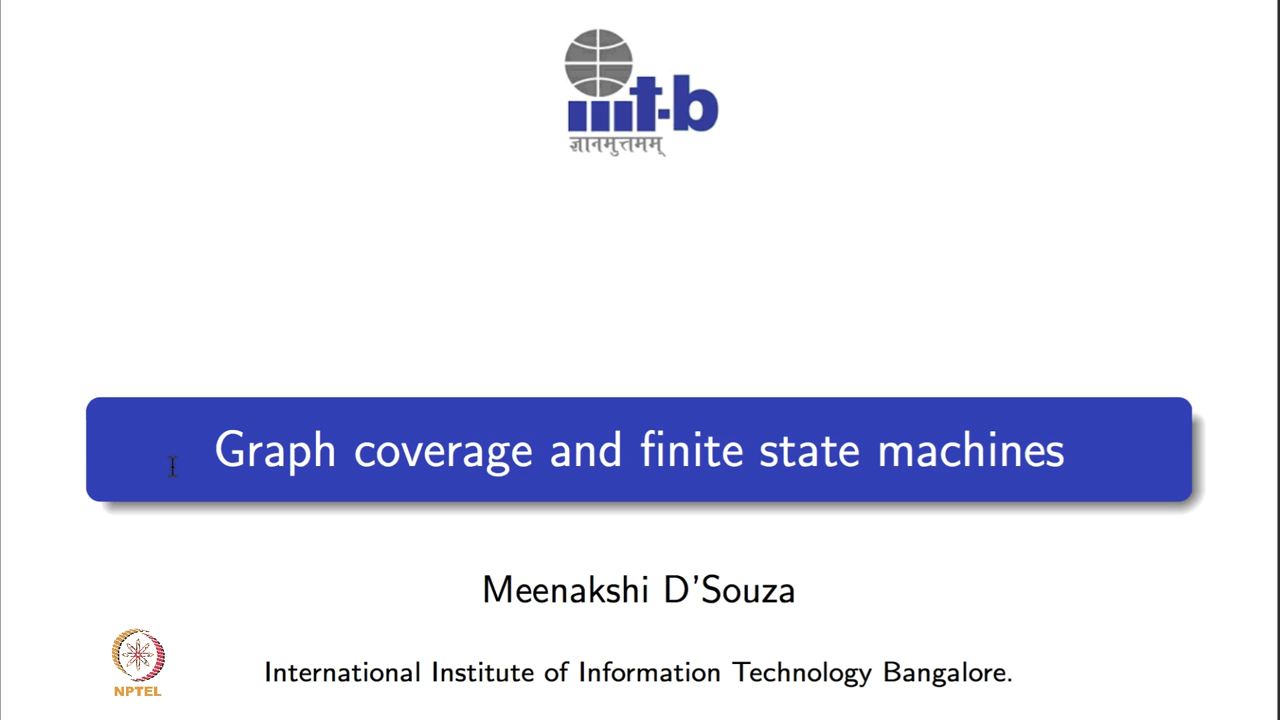 iiit-b
ज्ञानमुत्तमम्
Graph coverage and finite state machines
Meenakshi D'Souza
International Institute of Information Technology Bangalore.
NPTEL